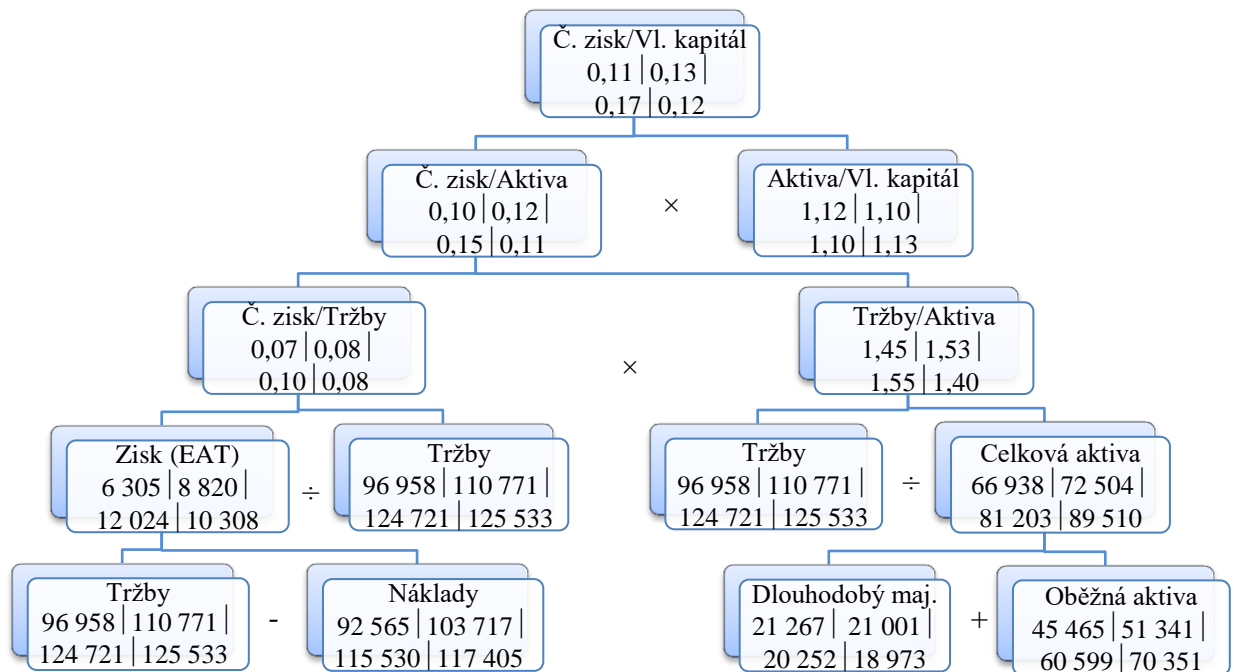 Č. zisk/Vl. kapitál
0,11 | 0,13 |
0,17 | 0,12
Č. zisk/Aktiva
0,10 | 0,12 |
0,15 | 0,11
×
Aktiva/Vl. kapitál
1,12 | 1,10 |
1,10 | 1,13
Č. zisk/Tržby
0,07 | 0,08 |
0,10 | 0,08
×
Tržby/Aktiva
1,45 | 1,53 |
1,55 | 1,40
Zisk (EAT)
6 305 | 8 820 |
12 024 | 10 308
÷
Tržby
96 958 | 110 771 |
124 721 | 125 533
Tržby
96 958 | 110 771 |
124 721 | 125 533
÷
Celková aktiva
66 938 | 72 504 |
81 203 | 89 510
Tržby
96 958 | 110 771 |
124 721 | 125 533
-
Náklady
92 565 | 103 717 |
115 530 | 117 405
Dlouhodobý maj.
21 267 | 21 001 |
20 252 | 18 973
+
Oběžná aktiva
45 465 | 51 341 |
60 599 | 70 351